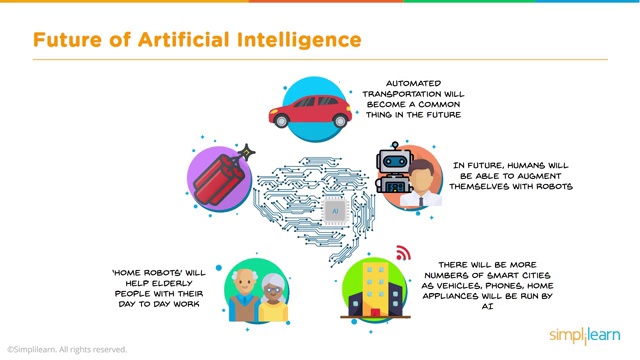 Future of Artificial Intelligence
AUTOMATED
TRANSPORTATION WILL
BECOME A COMMON
THING IN THE FUTURE
IN FUTURE, HUMANS WILL
BE ABLE TO AUGMENT
THEMSELVES WITH ROBOTS
AI
'HOME ROBOTS' WILL
HELP ELDERLY
PEOPLE WITH THEIR
DAY TO DAY WORK
THERE WILL BE MORE
NUMBERS OF SMART CITIES
AS VEHICLES, PHONES, HOME
APPLIANCES WILL BE RUN BY
AI
simplilearn
©Simplilearn. All rights reserved.